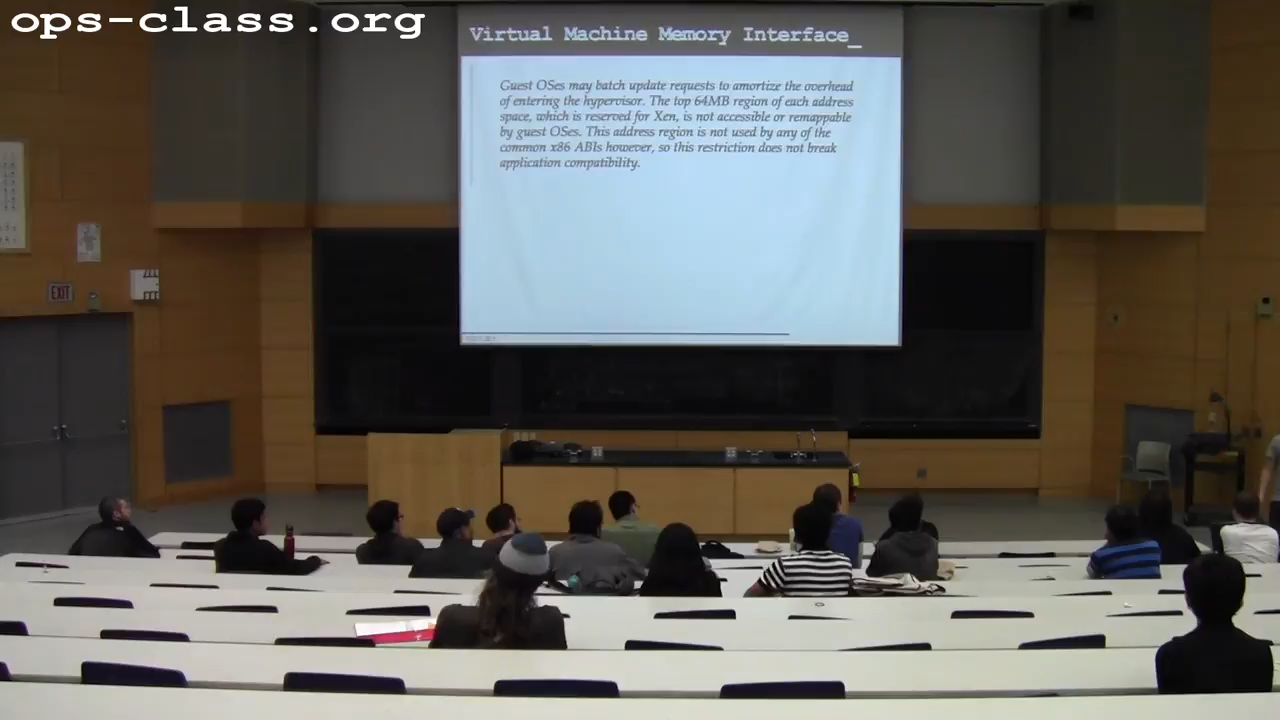 ops-class.org
Virtual Machine Memory Interface_
Guest OSes may batch update requests to amortize the overhead
of entering the hypervisor. The top 64MB region of each address
space, which is reserved for Xen, is not accessible or remappable
by guest OSes. This address region is not used by any of the
common x86 ABIs however, so this restriction does not break
application compatibility.
EXIT